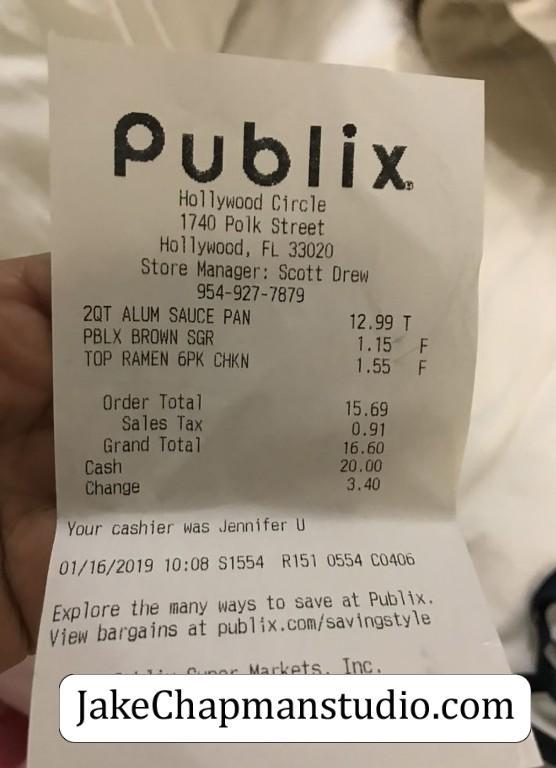 Publix
Hollywood Circle
1740 Polk Street
Hollywood, FL 33020
Store Manager: Scott Drew
954-927-7879
2QT ALUM SAUCE PAN 12.99 T
PBLX BROWN SGR 1.15 F
TOP RAMEN 6PK CHKN 1.55 F
Order Total 15.69
Sales Tax 0.91
Grand Total 16.60
Cash 20.00
Change 3.40
Your cashier was Jennifer U
01/16/2019 10:08 S1554 R151 0554 C0406
Explore the many ways to save at Publix.
View bargains at publix.com/savingstyle
Publix Super Markets, Inc.
JakeChapmanstudio.com